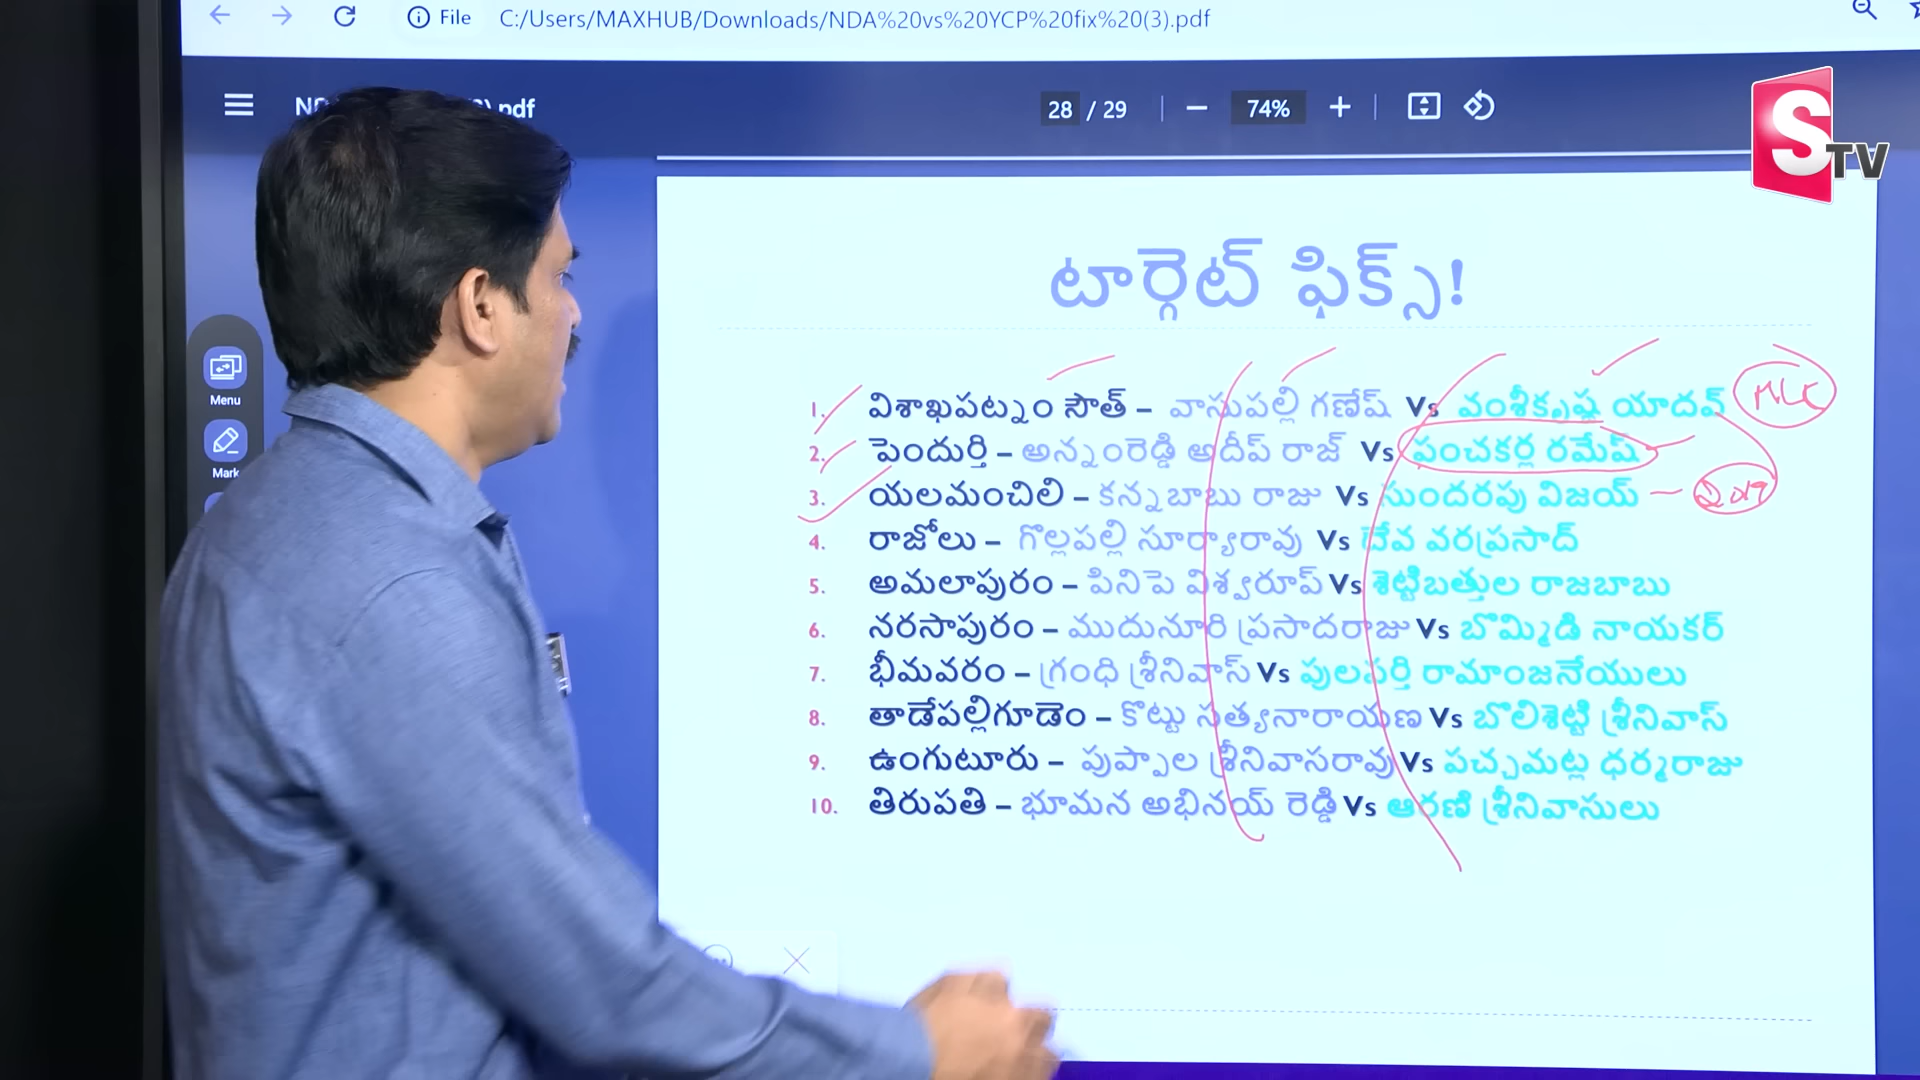 File C:/Users/MAXHUB/Downloads/NDA%20vs%20YCP%20fix%20(3).pdf
.pdf 28 / 29 74%
S TV
టార్గెట్ ఫిక్స్!
1. విశాఖపట్నం సౌత్ – వాసుపల్లి గణేష్ Vs వంశీకృష్ణ యాదవ్ MLC
2. పెందుర్తి – అన్నంరెడ్డి అదీప్ రాజ్ Vs పంచకర్ల రమేష్
3. యలమంచిలి – కన్నబాబు రాజు Vs సుందరపు విజయ్ – 2019
4. రాజోలు – గొల్లపల్లి సూర్యారావు Vs దేవ వరప్రసాద్
5. అమలాపురం – పినిపె విశ్వరూప్ Vs శెట్టిబత్తుల రాజబాబు
6. నరసాపురం – ముదునూరి ప్రసాదరాజు Vs బొమ్మిడి నాయకర్
7. భీమవరం – గ్రంధి శ్రీనివాస్ Vs పులపర్తి రామాంజనేయులు
8. తాడేపల్లిగూడెం – కొట్టు సత్యనారాయణ Vs బొలిశెట్టి శ్రీనివాస్
9. ఉంగుటూరు – పుప్పాల శ్రీనివాసరావు Vs పచ్చమట్ల ధర్మరాజు
10. తిరుపతి – భూమన అభినయ్ రెడ్డి Vs ఆరణి శ్రీనివాసులు
Menu
Mark